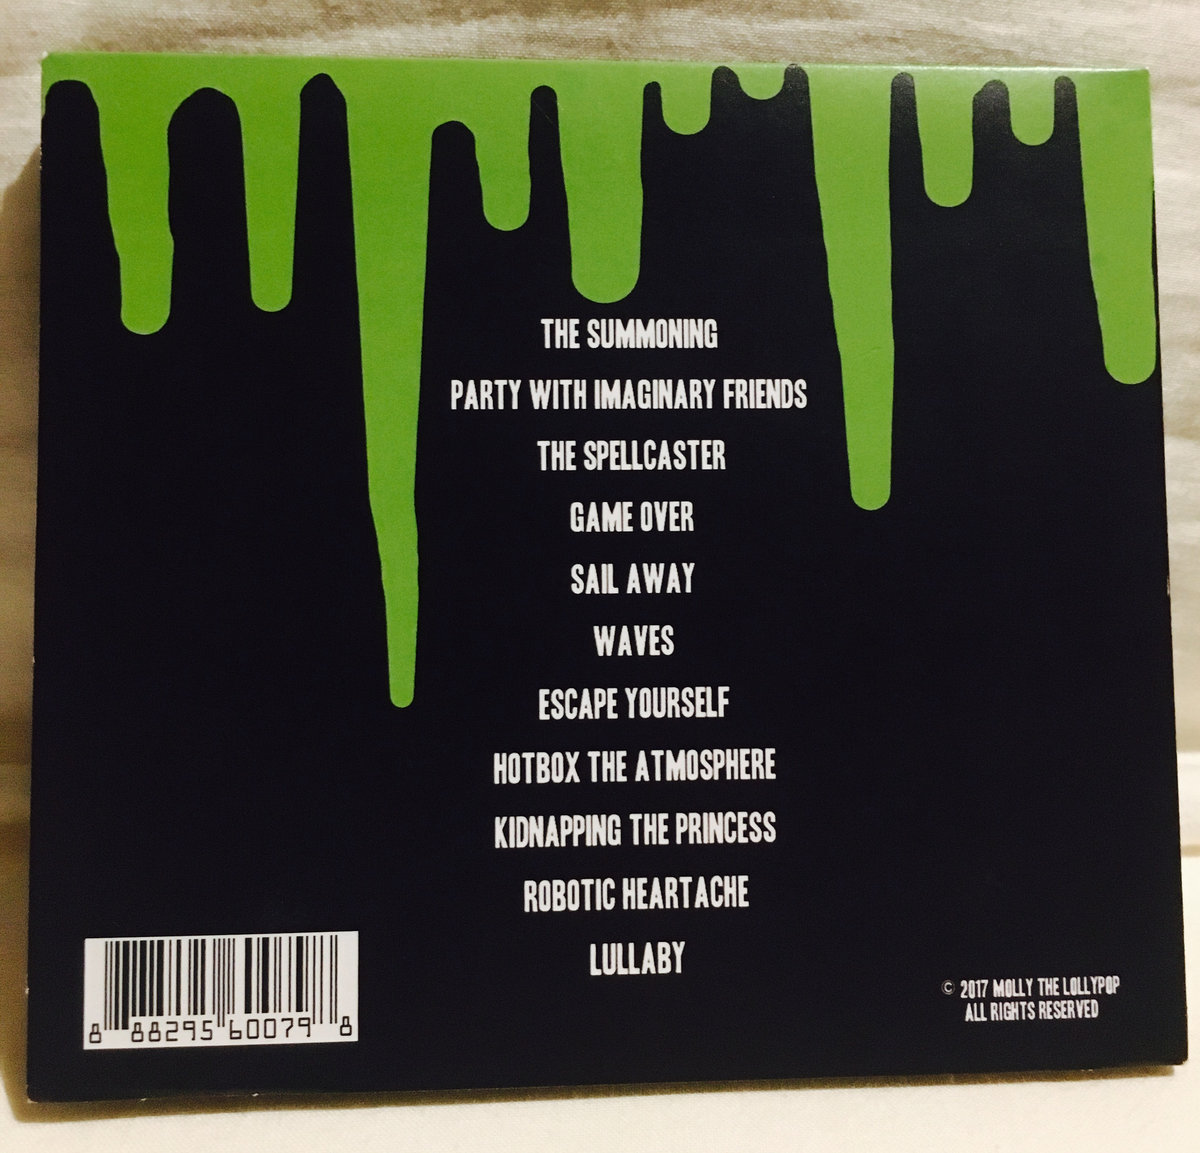 THE SUMMONING
PARTY WITH IMAGINARY FRIENDS
THE SPELLCASTER
GAME OVER
SAIL AWAY
WAVES
ESCAPE YOURSELF
HOTBOX THE ATMOSPHERE
KIDNAPPING THE PRINCESS
ROBOTIC HEARTACHE
LULLABY
8 88295 60079 8
© 2017 MOLLY THE LOLLYPOP
ALL RIGHTS RESERVED